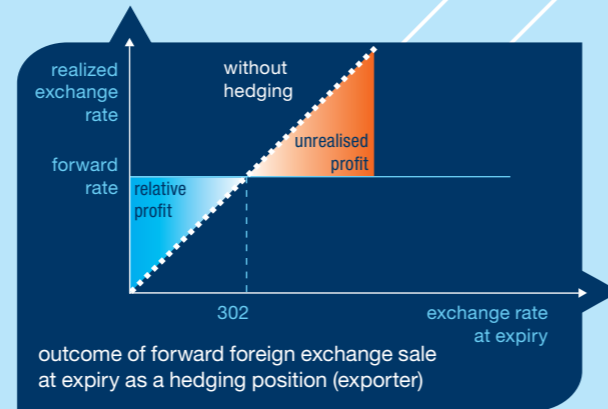 realized
exchange
rate
without
hedging
unrealised
profit
forward
rate
relative
profit
302
exchange rate
at expiry
outcome of forward foreign exchange sale
at expiry as a hedging position (exporter)